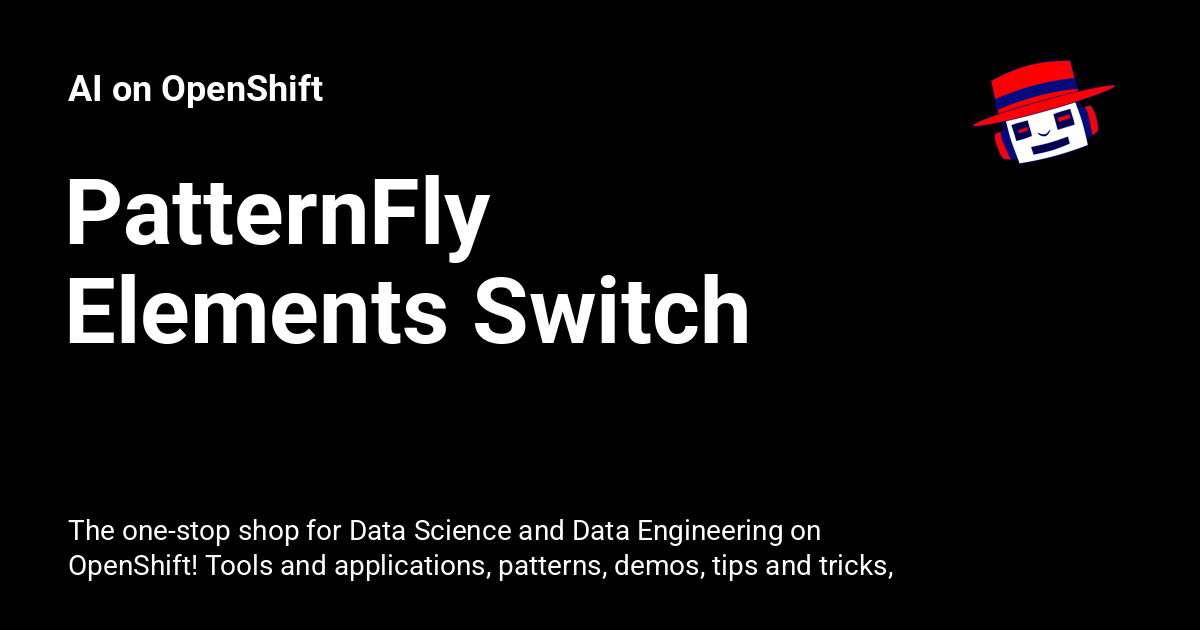 AI on OpenShift
PatternFly
Elements Switch
The one-stop shop for Data Science and Data Engineering on
OpenShift! Tools and applications, patterns, demos, tips and tricks,